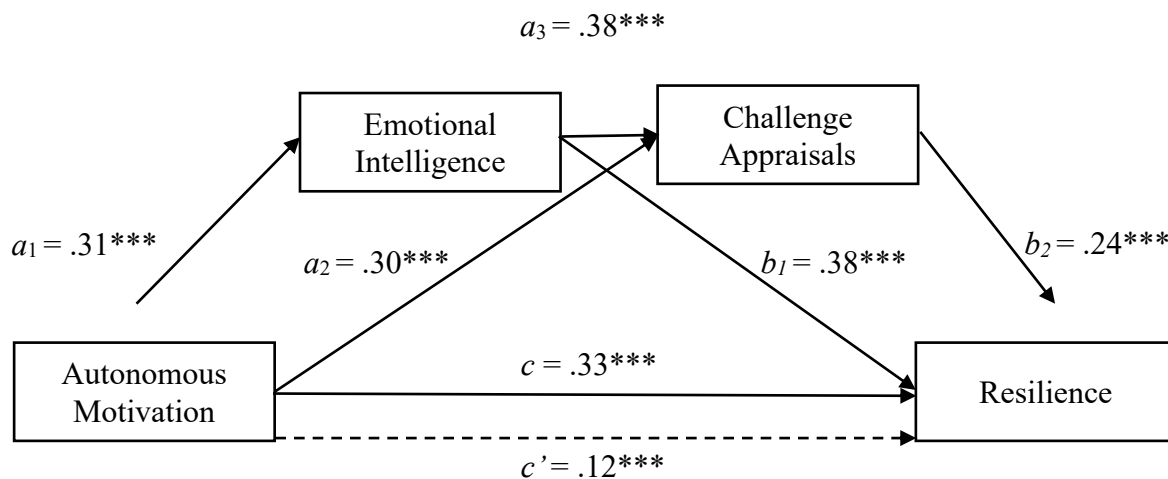 a₃ = .38***
Emotional
Intelligence
Challenge
Appraisals
a₁ = .31***
a₂ = .30***
b₁ = .38***
b₂ = .24***
Autonomous
Motivation
c = .33***
Resilience
c’ = .12***